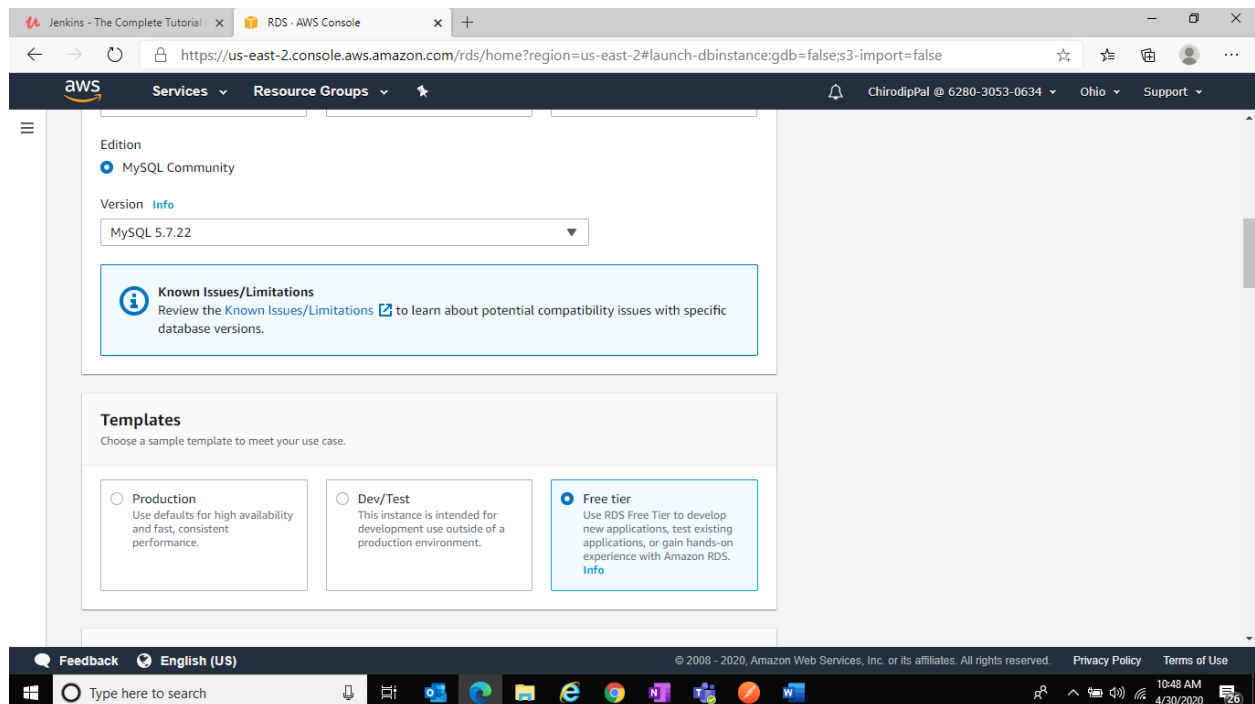 Jenkins - The Complete Tutorial
RDS · AWS Console
https://us-east-2.console.aws.amazon.com/rds/home?region=us-east-2#launch-dbinstance:gdb=false;s3-import=false
aws
Services
Resource Groups
ChirodipPal @ 6280-3053-0634
Ohio
Support
Edition
MySQL Community
Version Info
MySQL 5.7.22
Known Issues/Limitations
Review the Known Issues/Limitations to learn about potential compatibility issues with specific
database versions.
Templates
Choose a sample template to meet your use case.
Production
Use defaults for high availability
and fast, consistent
performance.
Dev/Test
This instance is intended for
development use outside of a
production environment.
Free tier
Use RDS Free Tier to develop
new applications, test existing
applications, or gain hands-on
experience with Amazon RDS.
Info
Feedback
English (US)
© 2008 - 2020, Amazon Web Services, Inc. or its affiliates. All rights reserved.
Privacy Policy
Terms of Use
Type here to search
10:48 AM
4/30/2020
26